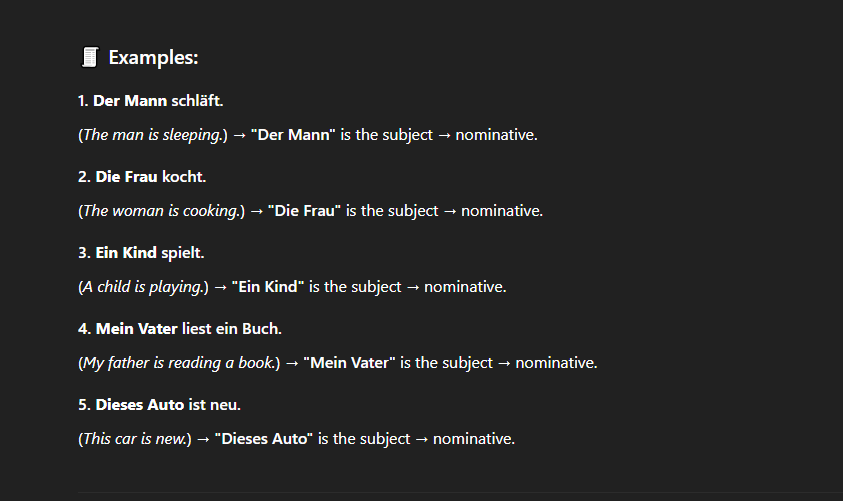 🧾 Examples:
1. Der Mann schläft.
(The man is sleeping.) → "Der Mann" is the subject → nominative.
2. Die Frau kocht.
(The woman is cooking.) → "Die Frau" is the subject → nominative.
3. Ein Kind spielt.
(A child is playing.) → "Ein Kind" is the subject → nominative.
4. Mein Vater liest ein Buch.
(My father is reading a book.) → "Mein Vater" is the subject → nominative.
5. Dieses Auto ist neu.
(This car is new.) → "Dieses Auto" is the subject → nominative.